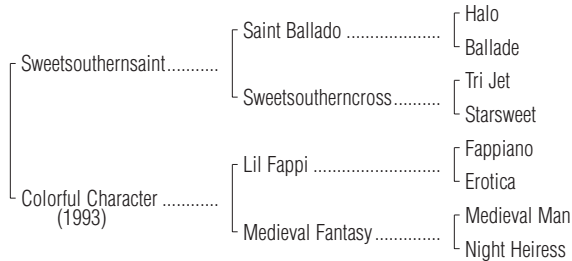 Halo
Saint Ballado ....................
Ballade
Sweetsouthernsaint...........
Tri Jet
Sweetsoutherncross..........
Starsweet
Fappiano
Lil Fappi ...........................
Erotica
Colorful Character ............
(1993)
Medieval Man
Medieval Fantasy..............
Night Heiress